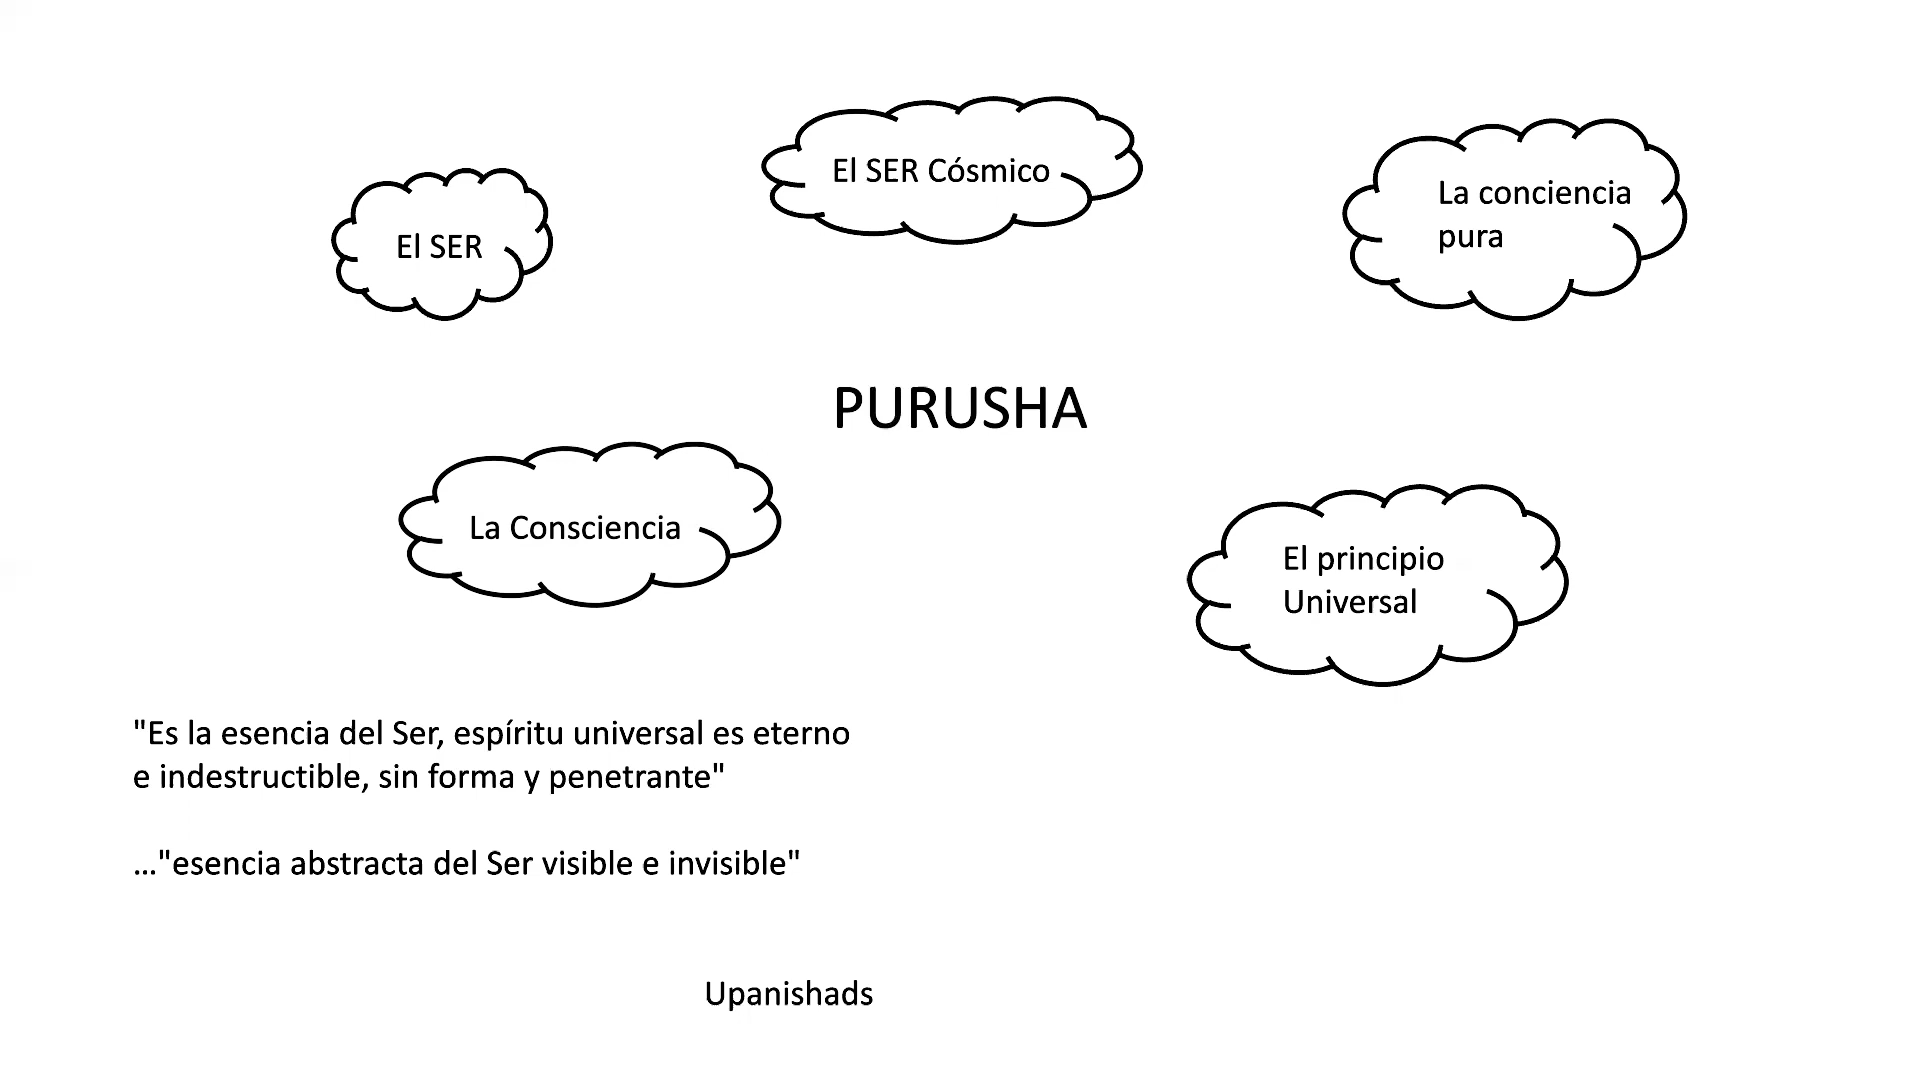 El SER Cósmico
La conciencia
pura
El SER
PURUSHA
La Consciencia
El principio
Universal
"Es la esencia del Ser, espíritu universal es eterno
e indestructible, sin forma y penetrante"
..."esencia abstracta del Ser visible e invisible"
Upanishads